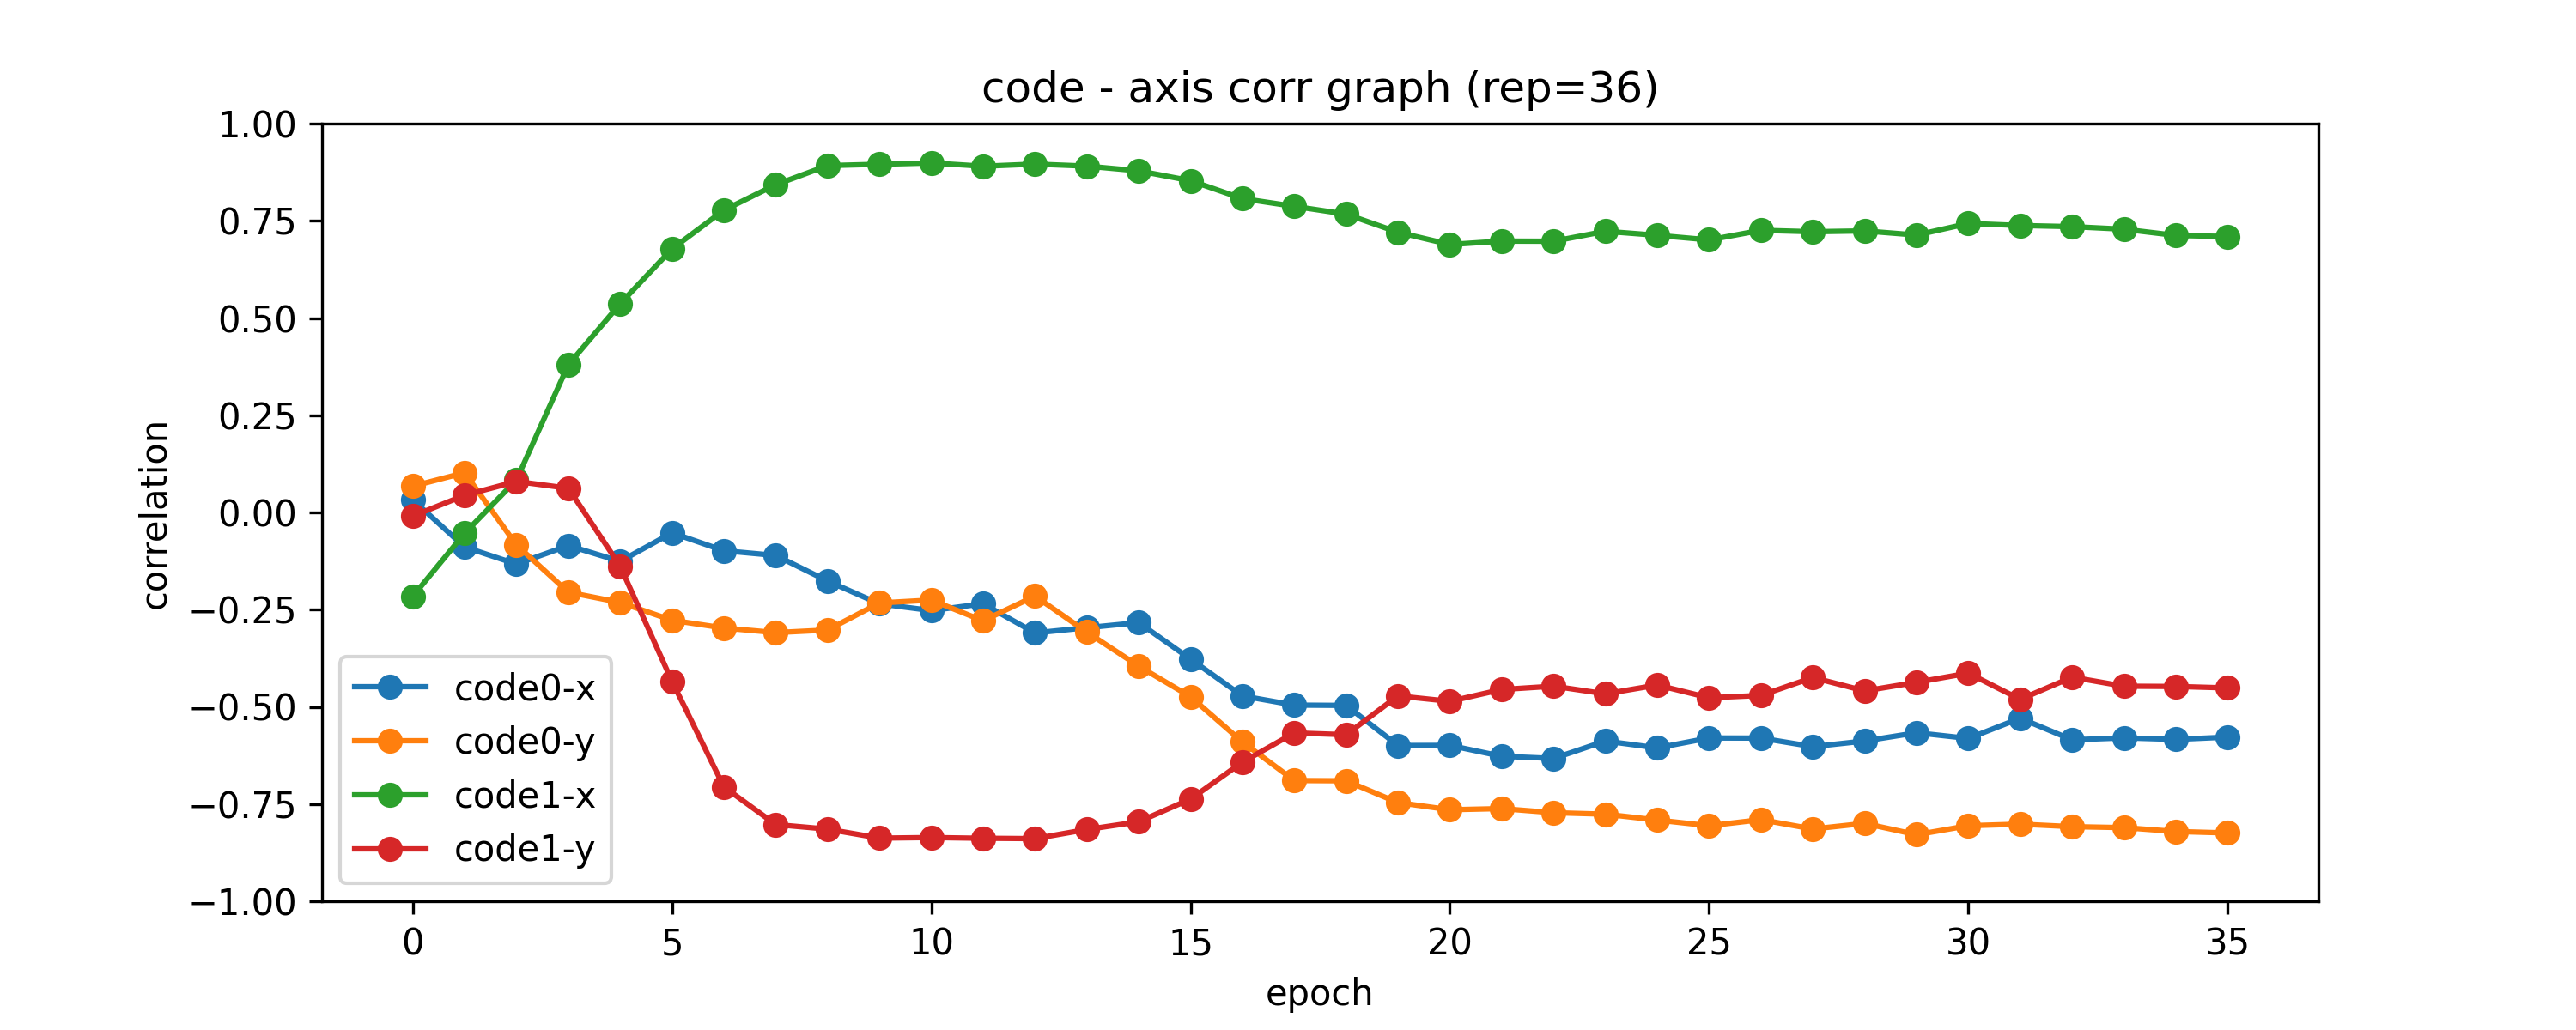 code - axis corr graph (rep=36)
1.00
0.75
0.50
0.25
0.00
−0.25
−0.50
−0.75
−1.00
correlation
code0-x
code0-y
code1-x
code1-y
0 5 10 15 20 25 30 35
epoch